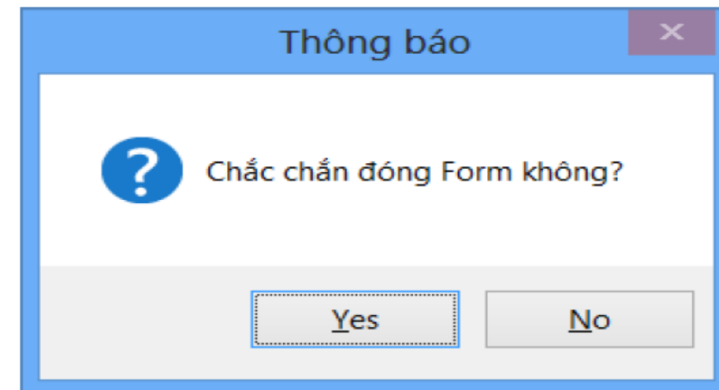 Thông báo
Chắc chắn đóng Form không?
Yes
No